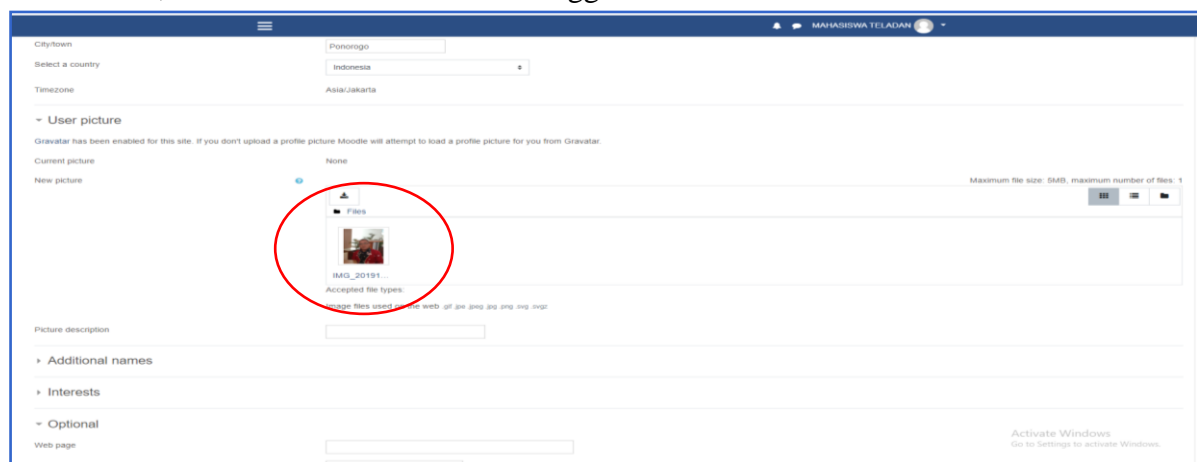 MAHASISWA TELADAN
City/town Ponorogo
Select a country Indonesia
Timezone Asia/Jakarta
User picture
Gravatar has been enabled for this site. If you don't upload a profile picture Moodle will attempt to load a profile picture for you from Gravatar.
Current picture None
New picture Maximum file size: 5MB, maximum number of files: 1
Files
IMG_20191...
Accepted file types:
Image files used on the web .gif .jpe .jpeg .jpg .png .svg .svgz
Picture description
Additional names
Interests
Optional
Activate Windows
Web page Go to Settings to activate Windows.